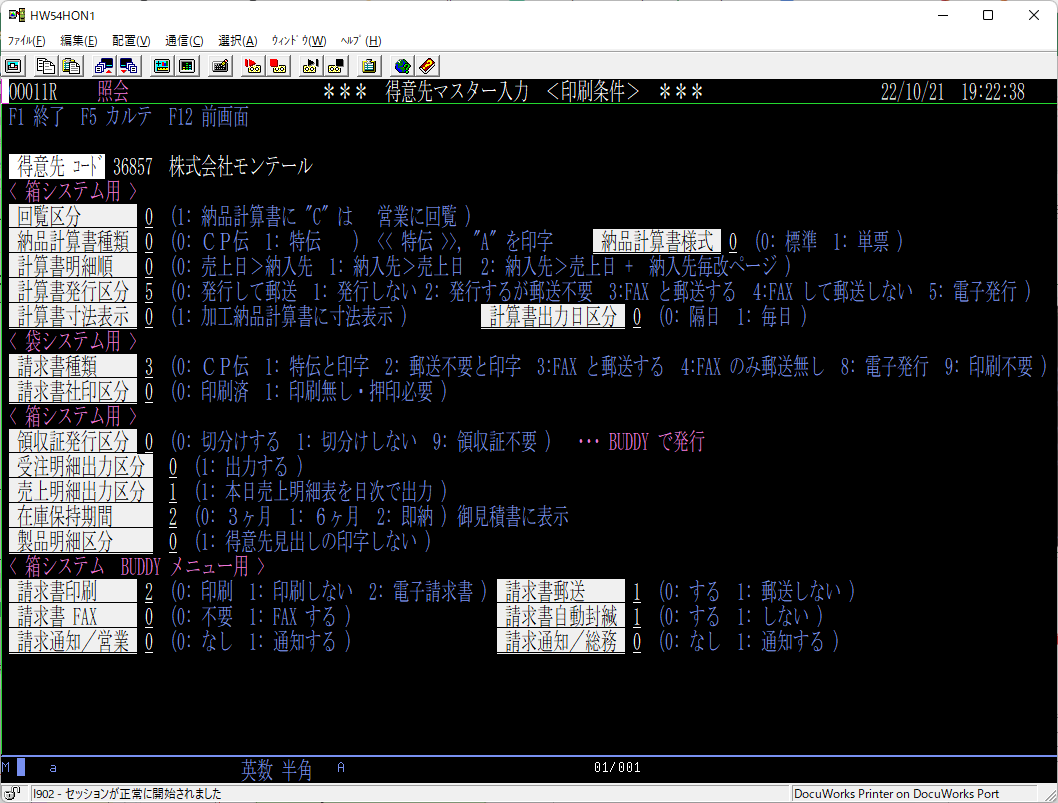 HW54HON1
ﾌｧｲﾙ(F) 編集(E) 配置(V) 通信(C) 選択(A) ｳｨﾝﾄﾞｳ(W) ﾍﾙﾌﾟ(H)
00011R 照会 ＊＊＊ 得意先マスター入力 ＜印刷条件＞ ＊＊＊ 22/10/21 19:22:38
F1 終了 F5 カルテ F12 前画面
得意先 ｺｰﾄﾞ 36857 株式会社モンテール
＜ 箱システム用 ＞
回覧区分 0 (1: 納品計算書に "C" は 営業に回覧 )
納品計算書種類 0 (0: ＣＰ伝 1: 特伝 ) << 特伝 >>, "A" を印字 納品計算書様式 0 (0: 標準 1: 単票 )
計算書明細順 0 (0: 売上日＞納入先 1: 納入先＞売上日 2: 納入先＞売上日 + 納入先毎改ページ )
計算書発行区分 5 (0: 発行して郵送 1: 発行しない 2: 発行するが郵送不要 3:FAX と郵送する 4:FAX して郵送しない 5: 電子発行 )
計算書寸法表示 0 (1: 加工納品計算書に寸法表示 ) 計算書出力日区分 0 (0: 隔日 1: 毎日 )
＜ 袋システム用 ＞
請求書種類 3 (0: ＣＰ伝 1: 特伝と印字 2: 郵送不要と印字 3:FAX と郵送する 4:FAX のみ郵送無し 8: 電子発行 9: 印刷不要 )
請求書社印区分 0 (0: 印刷済 1: 印刷無し・押印必要 )
＜ 箱システム用 ＞
領収証発行区分 0 (0: 切分けする 1: 切分けしない 9: 領収証不要 ) … BUDDY で発行
受注明細出力区分 0 (1: 出力する )
売上明細出力区分 1 (1: 本日売上明細表を日次で出力 )
在庫保持期間 2 (0: ３ヶ月 1: ６ヶ月 2: 即納 ) 御見積書に表示
製品明細区分 0 (1: 得意先見出しの印字しない )
＜ 箱システム BUDDY メニュー用 ＞
請求書印刷 2 (0: 印刷 1: 印刷しない 2: 電子請求書 ) 請求書郵送 1 (0: する 1: 郵送しない )
請求書 FAX 0 (0: 不要 1: FAX する ) 請求書自動封緘 1 (0: する 1: しない )
請求通知／営業 0 (0: なし 1: 通知する ) 請求通知／総務 0 (0: なし 1: 通知する )
M a 英数 半角 A 01/001
I902 - セッションが正常に開始されました DocuWorks Printer on DocuWorks Port